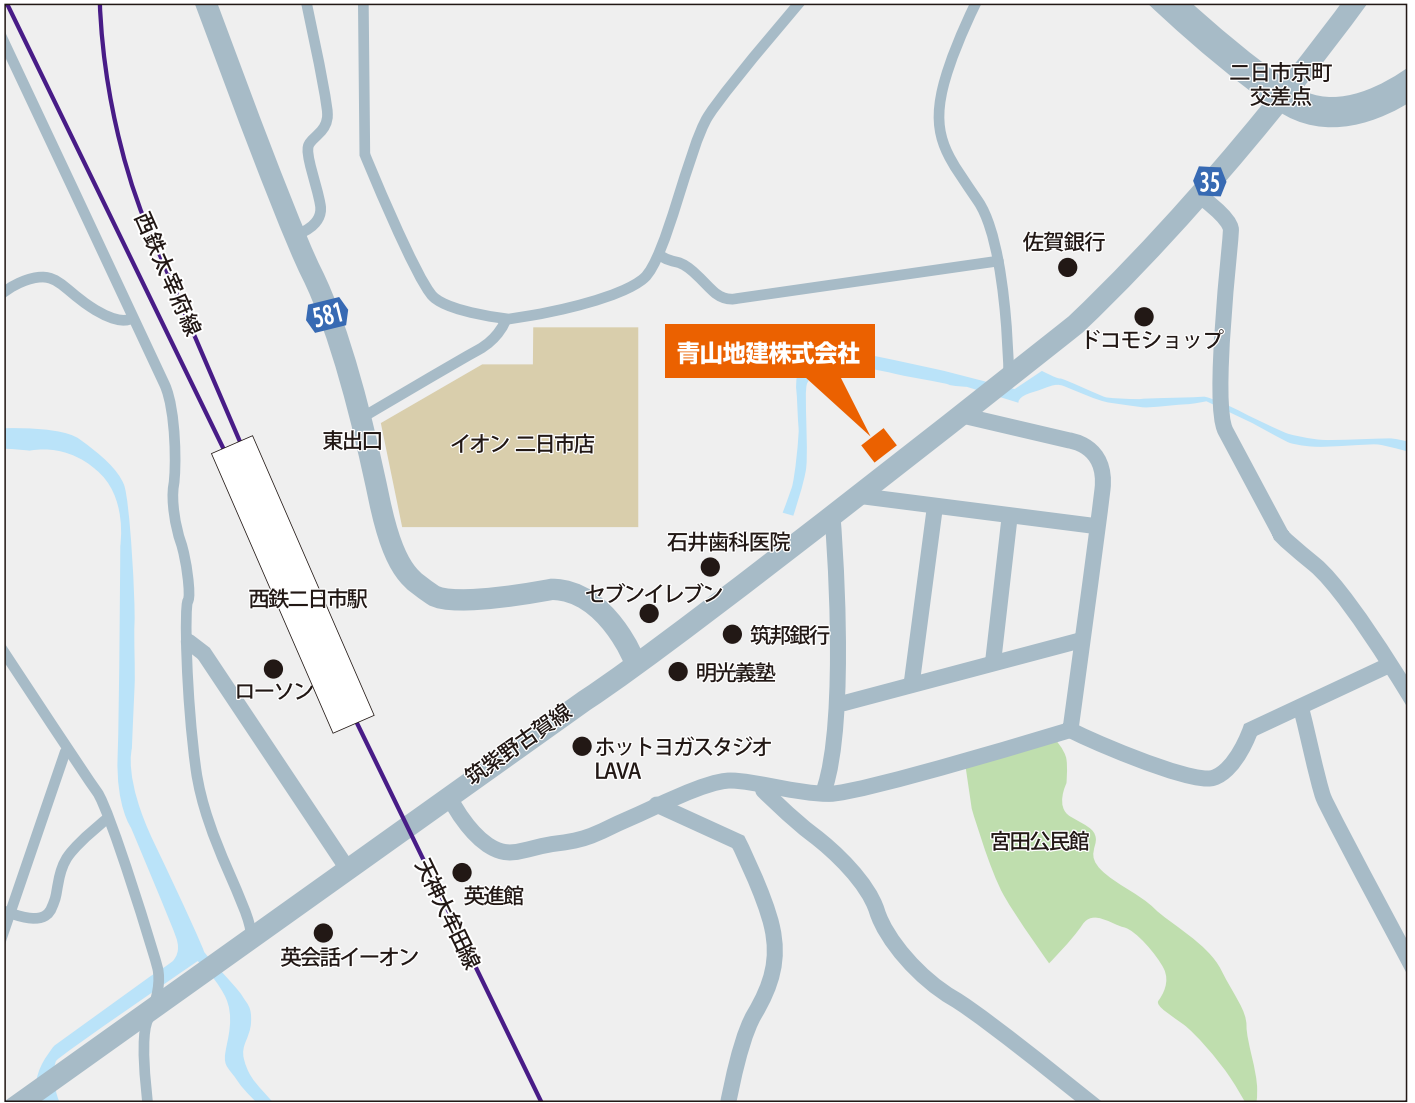 二日市京町
交差点
35
西鉄太宰府線
佐賀銀行
581
ドコモショップ
青山地建株式会社
東出口
イオン 二日市店
石井歯科医院
セブンイレブン
西鉄二日市駅
筑邦銀行
明光義塾
ローソン
筑紫野古賀線
ホットヨガスタジオ
LAVA
宮田公民館
天神大牟田線
英進館
英会話イーオン